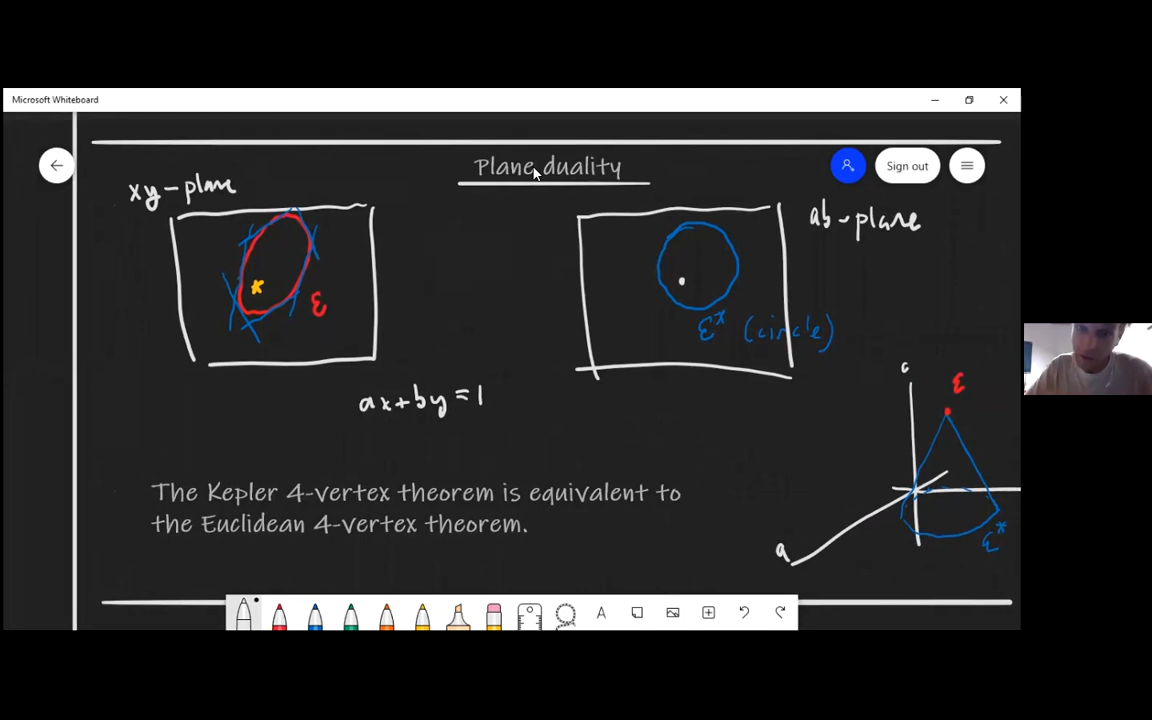 Microsoft Whiteboard
Plane duality
Sign out
xy-plane
ab-plane
ε
ε* (circle)
ax+by=1
c
ε
The Kepler 4-vertex theorem is equivalent to
the Euclidean 4-vertex theorem.
a
ε*
A